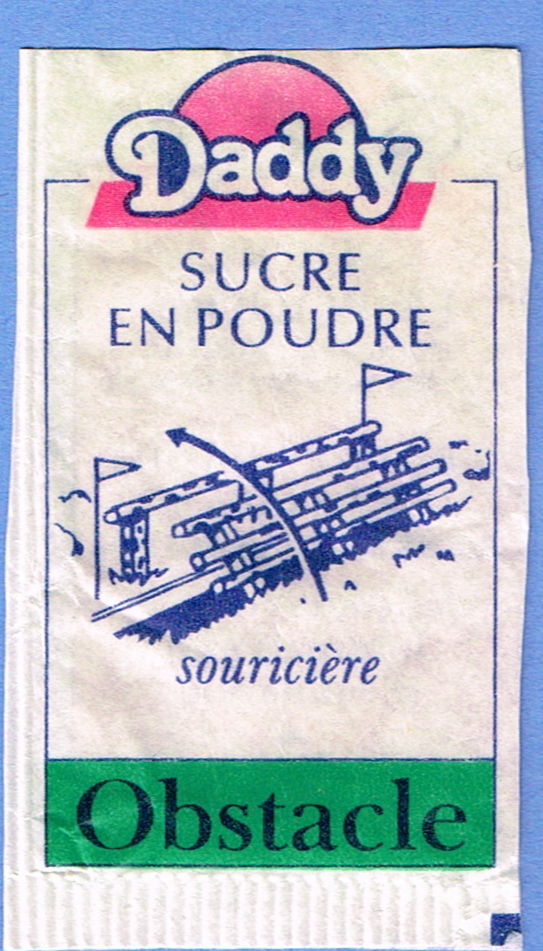 Daddy
SUCRE
EN POUDRE
souricière
Obstacle